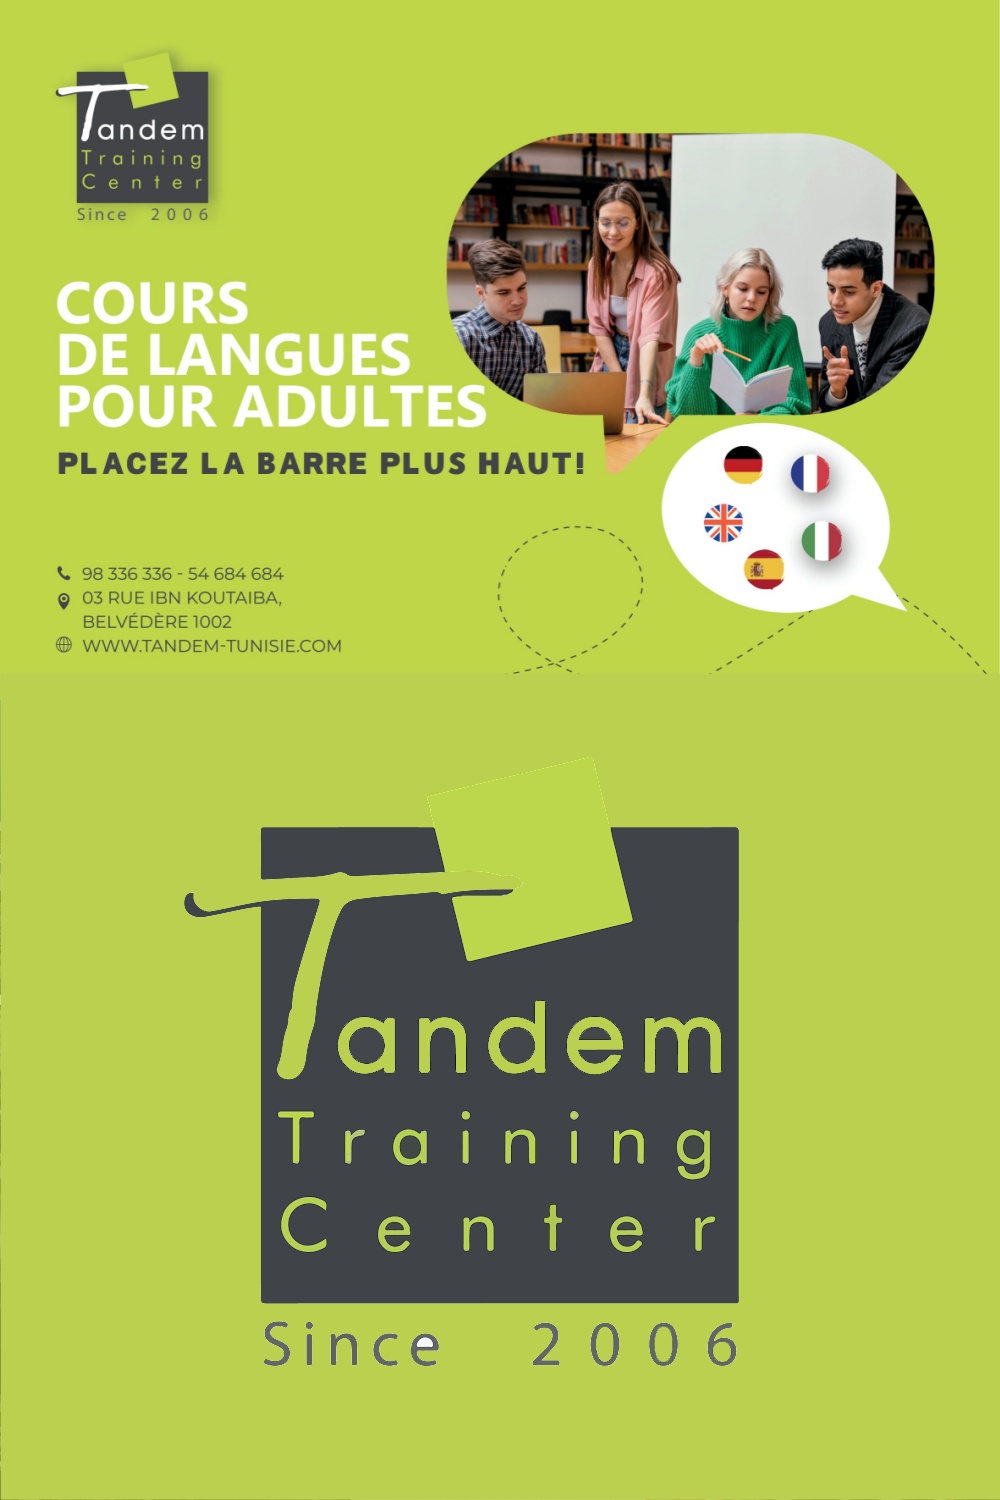 Tandem
Training
Center
Since 2006
COURS
DE LANGUES
POUR ADULTES
PLACEZ LA BARRE PLUS HAUT!
98 336 336 - 54 684 684
03 RUE IBN KOUTAIBA,
BELVÉDÈRE 1002
WWW.TANDEM-TUNISIE.COM
Tandem
Training
Center
Since 2006